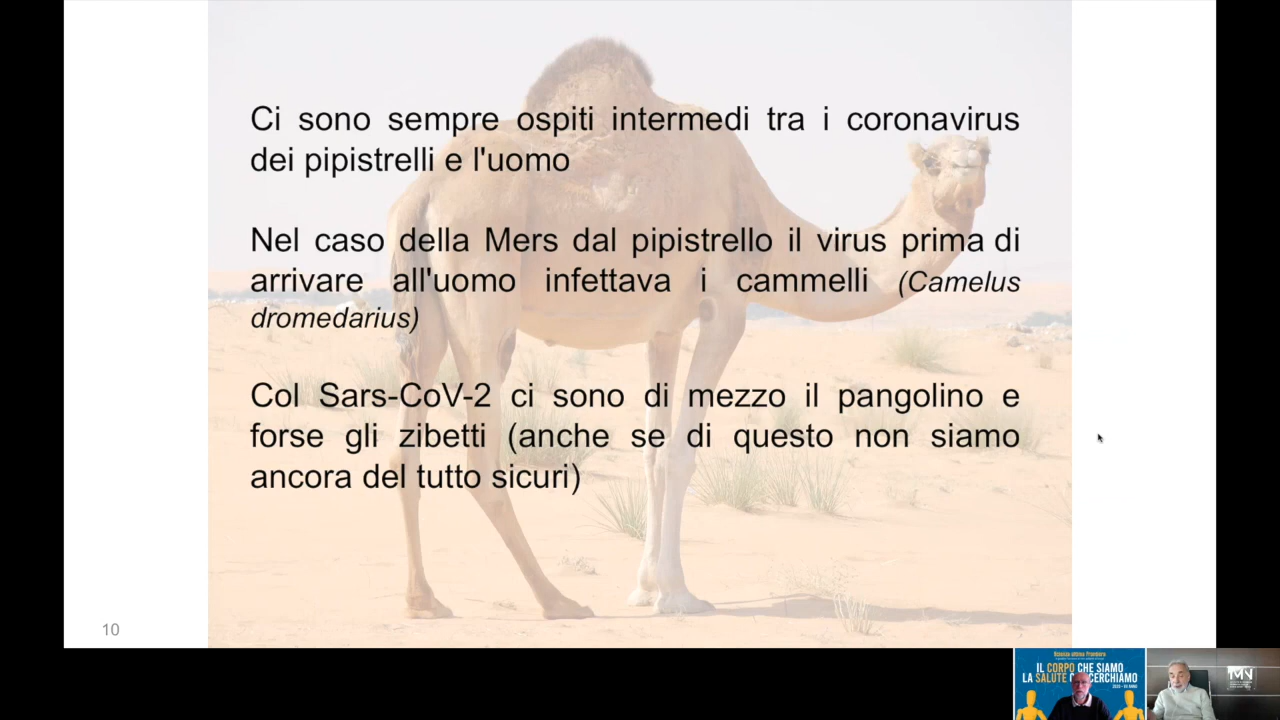 Ci sono sempre ospiti intermedi tra i coronavirus
dei pipistrelli e l'uomo
Nel caso della Mers dal pipistrello il virus prima di
arrivare all'uomo infettava i cammelli (Camelus
dromedarius)
Col Sars-CoV-2 ci sono di mezzo il pangolino e
forse gli zibetti (anche se di questo non siamo
ancora del tutto sicuri)
10
IL CORPO CHE SIAMO
LA SALUTE CERCHIAMO